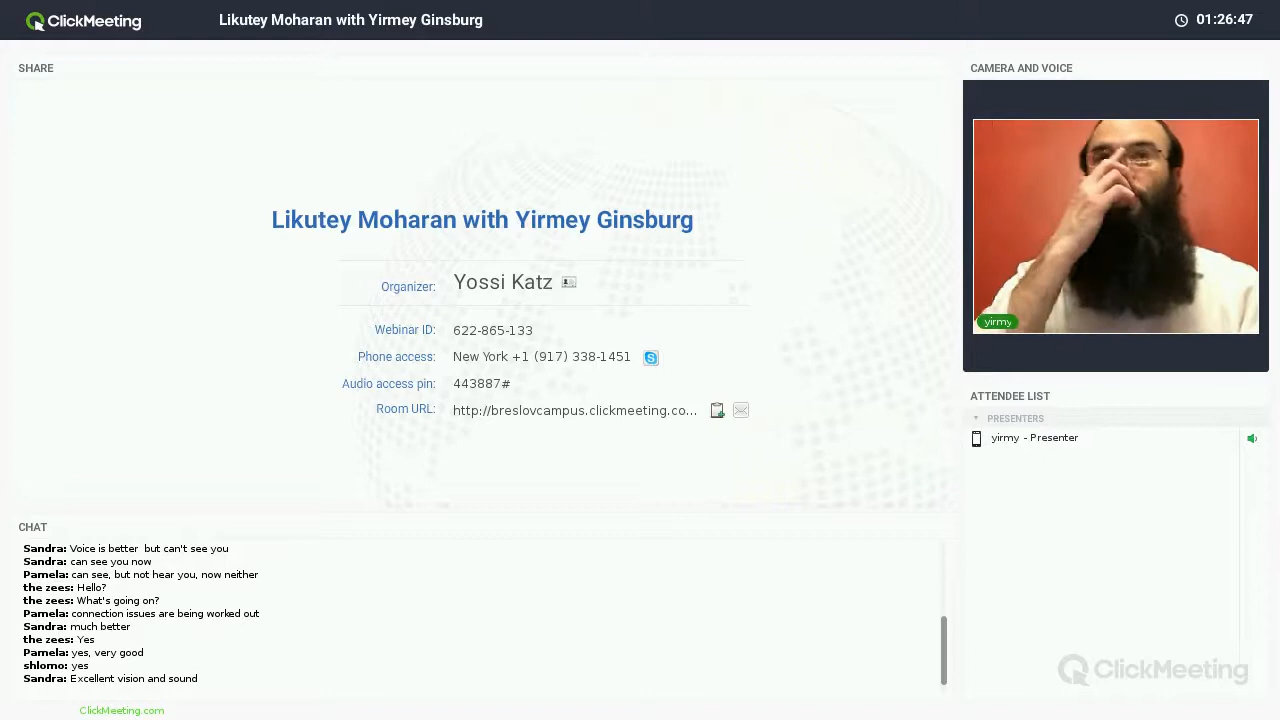 ClickMeeting
Likutey Moharan with Yirmey Ginsburg
01:26:47
SHARE
CAMERA AND VOICE
Likutey Moharan with Yirmey Ginsburg
Organizer: Yossi Katz
Webinar ID: 622-865-133
Phone access: New York +1 (917) 338-1451
Audio access pin: 443887#
Room URL: http://breslovcampus.clickmeeting.co...
yirmy
ATTENDEE LIST
PRESENTERS
yirmy - Presenter
CHAT
Sandra: Voice is better but can't see you
Sandra: can see you now
Pamela: can see, but not hear you, now neither
the zees: Hello?
the zees: What's going on?
Pamela: connection issues are being worked out
Sandra: much better
the zees: Yes
Pamela: yes, very good
shlomo: yes
Sandra: Excellent vision and sound
ClickMeeting
ClickMeeting.com